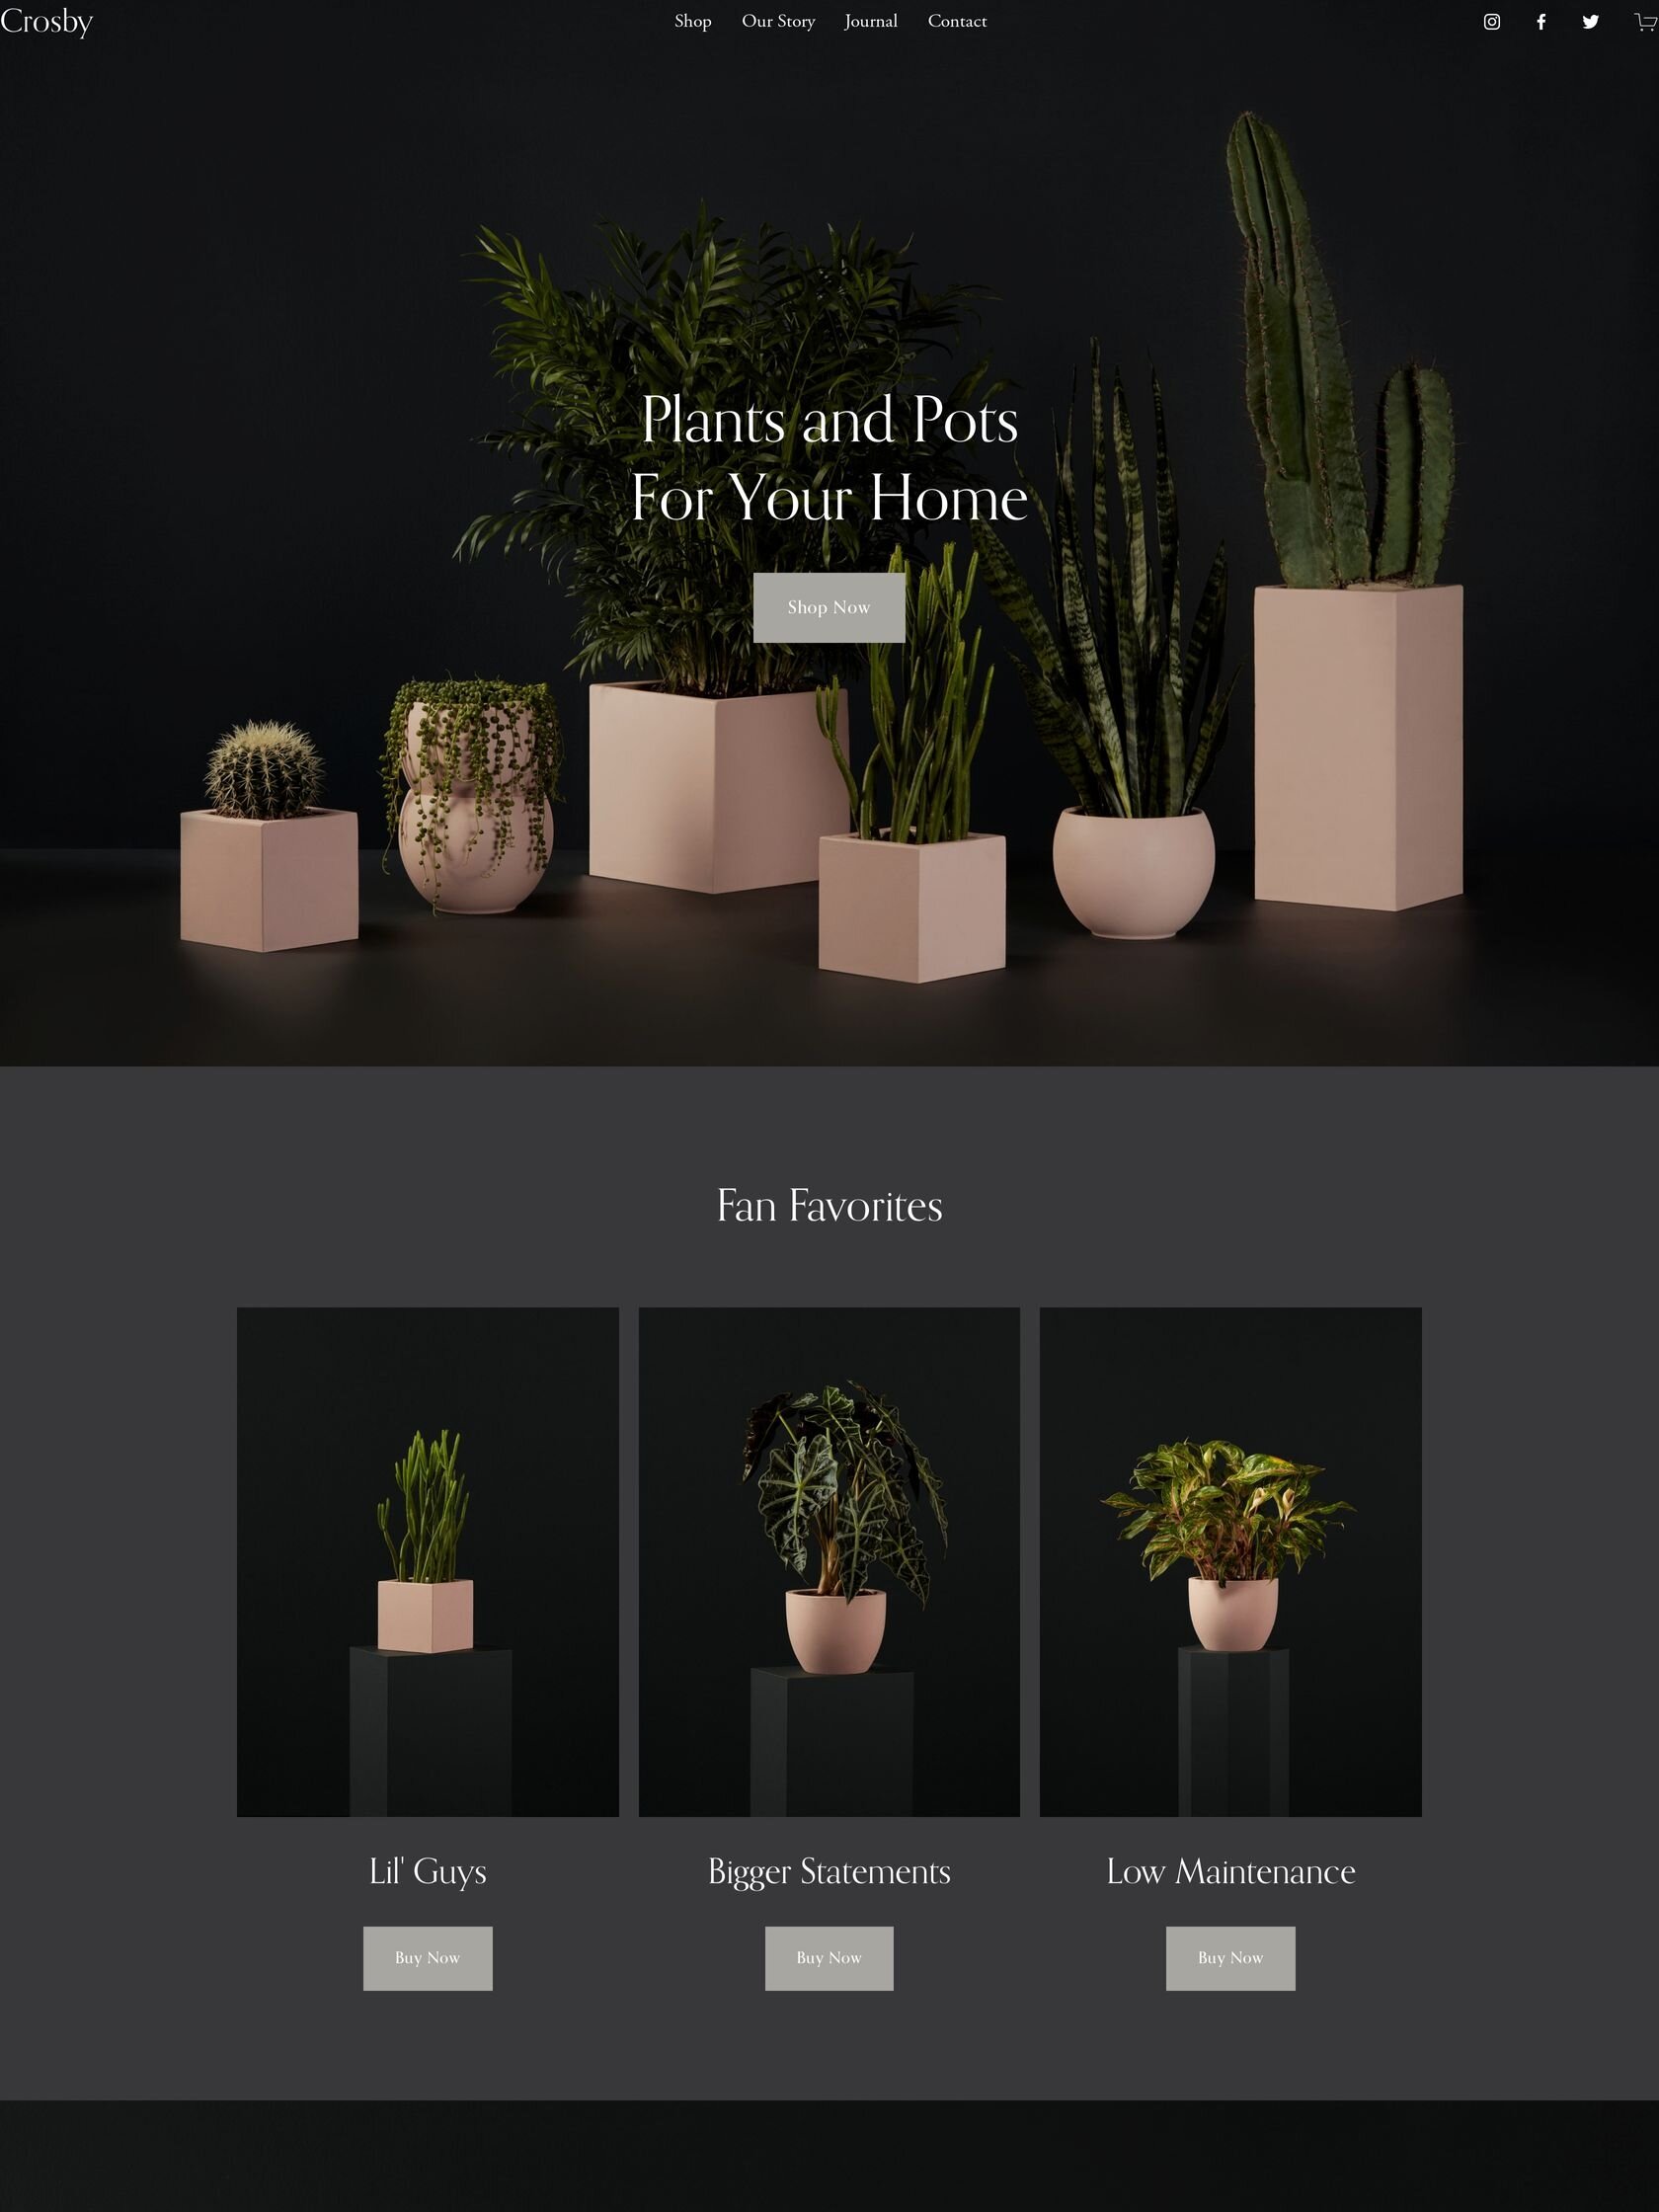 Crosby
Shop
Our Story
Journal
Contact
Plants and Pots
For Your Home
Shop Now
Fan Favorites
Lil' Guys
Bigger Statements
Low Maintenance
Buy Now
Buy Now
Buy Now